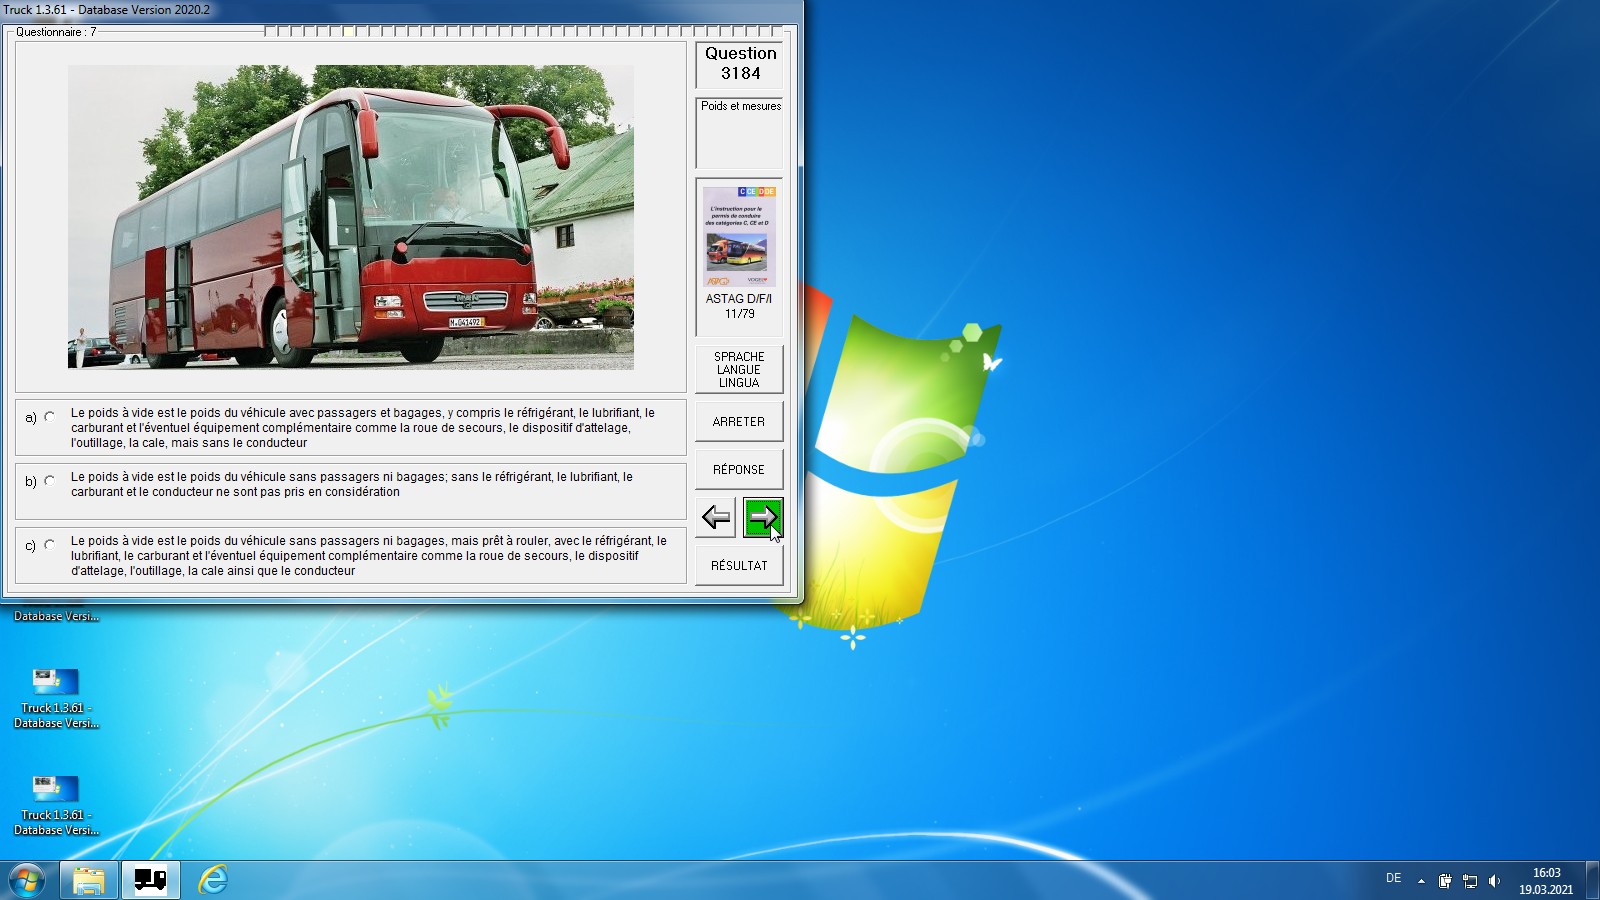 Truck 1.3.61 - Database Version 2020.2
Questionnaire : 7
Question
3184
Poids et mesures
C CE D DE
L'instruction pour le
permis de conduire
des catégories C, CE et D
ASTAG D/F/I
11/79
SPRACHE
LANGUE
LINGUA
ARRETER
RÉPONSE
RÉSULTAT
M·041492
a) Le poids à vide est le poids du véhicule avec passagers et bagages, y compris le réfrigérant, le lubrifiant, le
carburant et l'éventuel équipement complémentaire comme la roue de secours, le dispositif d'attelage,
l'outillage, la cale, mais sans le conducteur
b) Le poids à vide est le poids du véhicule sans passagers ni bagages; sans le réfrigérant, le lubrifiant, le
carburant et le conducteur ne sont pas pris en considération
c) Le poids à vide est le poids du véhicule sans passagers ni bagages, mais prêt à rouler, avec le réfrigérant, le
lubrifiant, le carburant et l'éventuel équipement complémentaire comme la roue de secours, le dispositif
d'attelage, l'outillage, la cale ainsi que le conducteur
Database Versi...
Truck 1.3.61 -
Database Versi...
Truck 1.3.61 -
Database Versi...
DE
16:03
19.03.2021